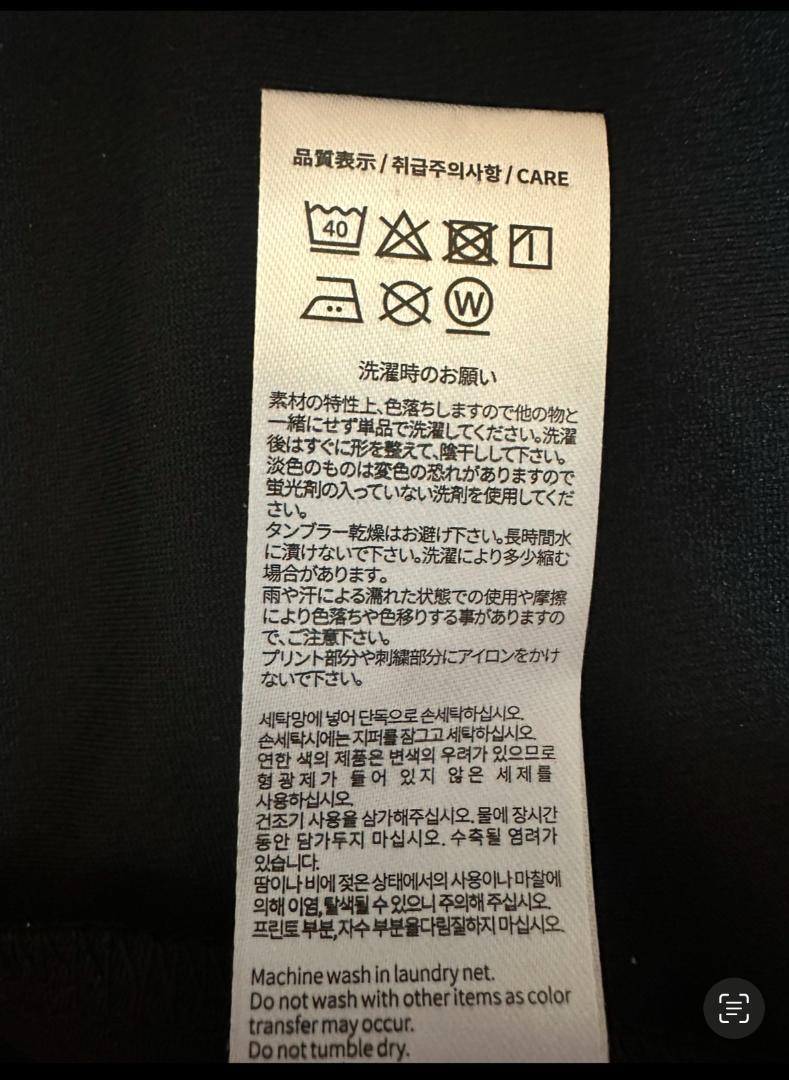 品質表示 / 취급주의사항 / CARE
40
W
洗濯時のお願い
素材の特性上、色落ちしますので他の物と
一緒にせず単品で洗濯してください。洗濯
後はすぐに形を整えて、陰干しして下さい。
淡色のものは変色の恐れがありますので
蛍光剤の入っていない洗剤を使用してくだ
さい。
タンブラー乾燥はお避け下さい。長時間水
に漬けないで下さい。洗濯により多少縮む
場合があります。
雨や汗による濡れた状態での使用や摩擦
により色落ちや色移りする事がありますの
で、ご注意下さい。
プリント部分や刺繍部分にアイロンをかけ
ないで下さい。
세탁망에 넣어 단독으로 손세탁하십시오.
손세탁시에는 지퍼를 잠그고 세탁하십시오.
연한 색의 제품은 변색의 우려가 있으므로
형광제가 들어 있지 않은 세제를
사용하십시오.
건조기 사용을 삼가해주십시오. 물에 장시간
동안 담가두지 마십시오. 수축될 염려가
있습니다.
땀이나 비에 젖은 상태에서의 사용이나 마찰에
의해 이염,탈색될 수 있으니 주의해 주십시오.
프린토 부분,자수 부분을다림질하지 마십시오.
Machine wash in laundry net.
Do not wash with other items as color
transfer may occur.
Do not tumble dry.